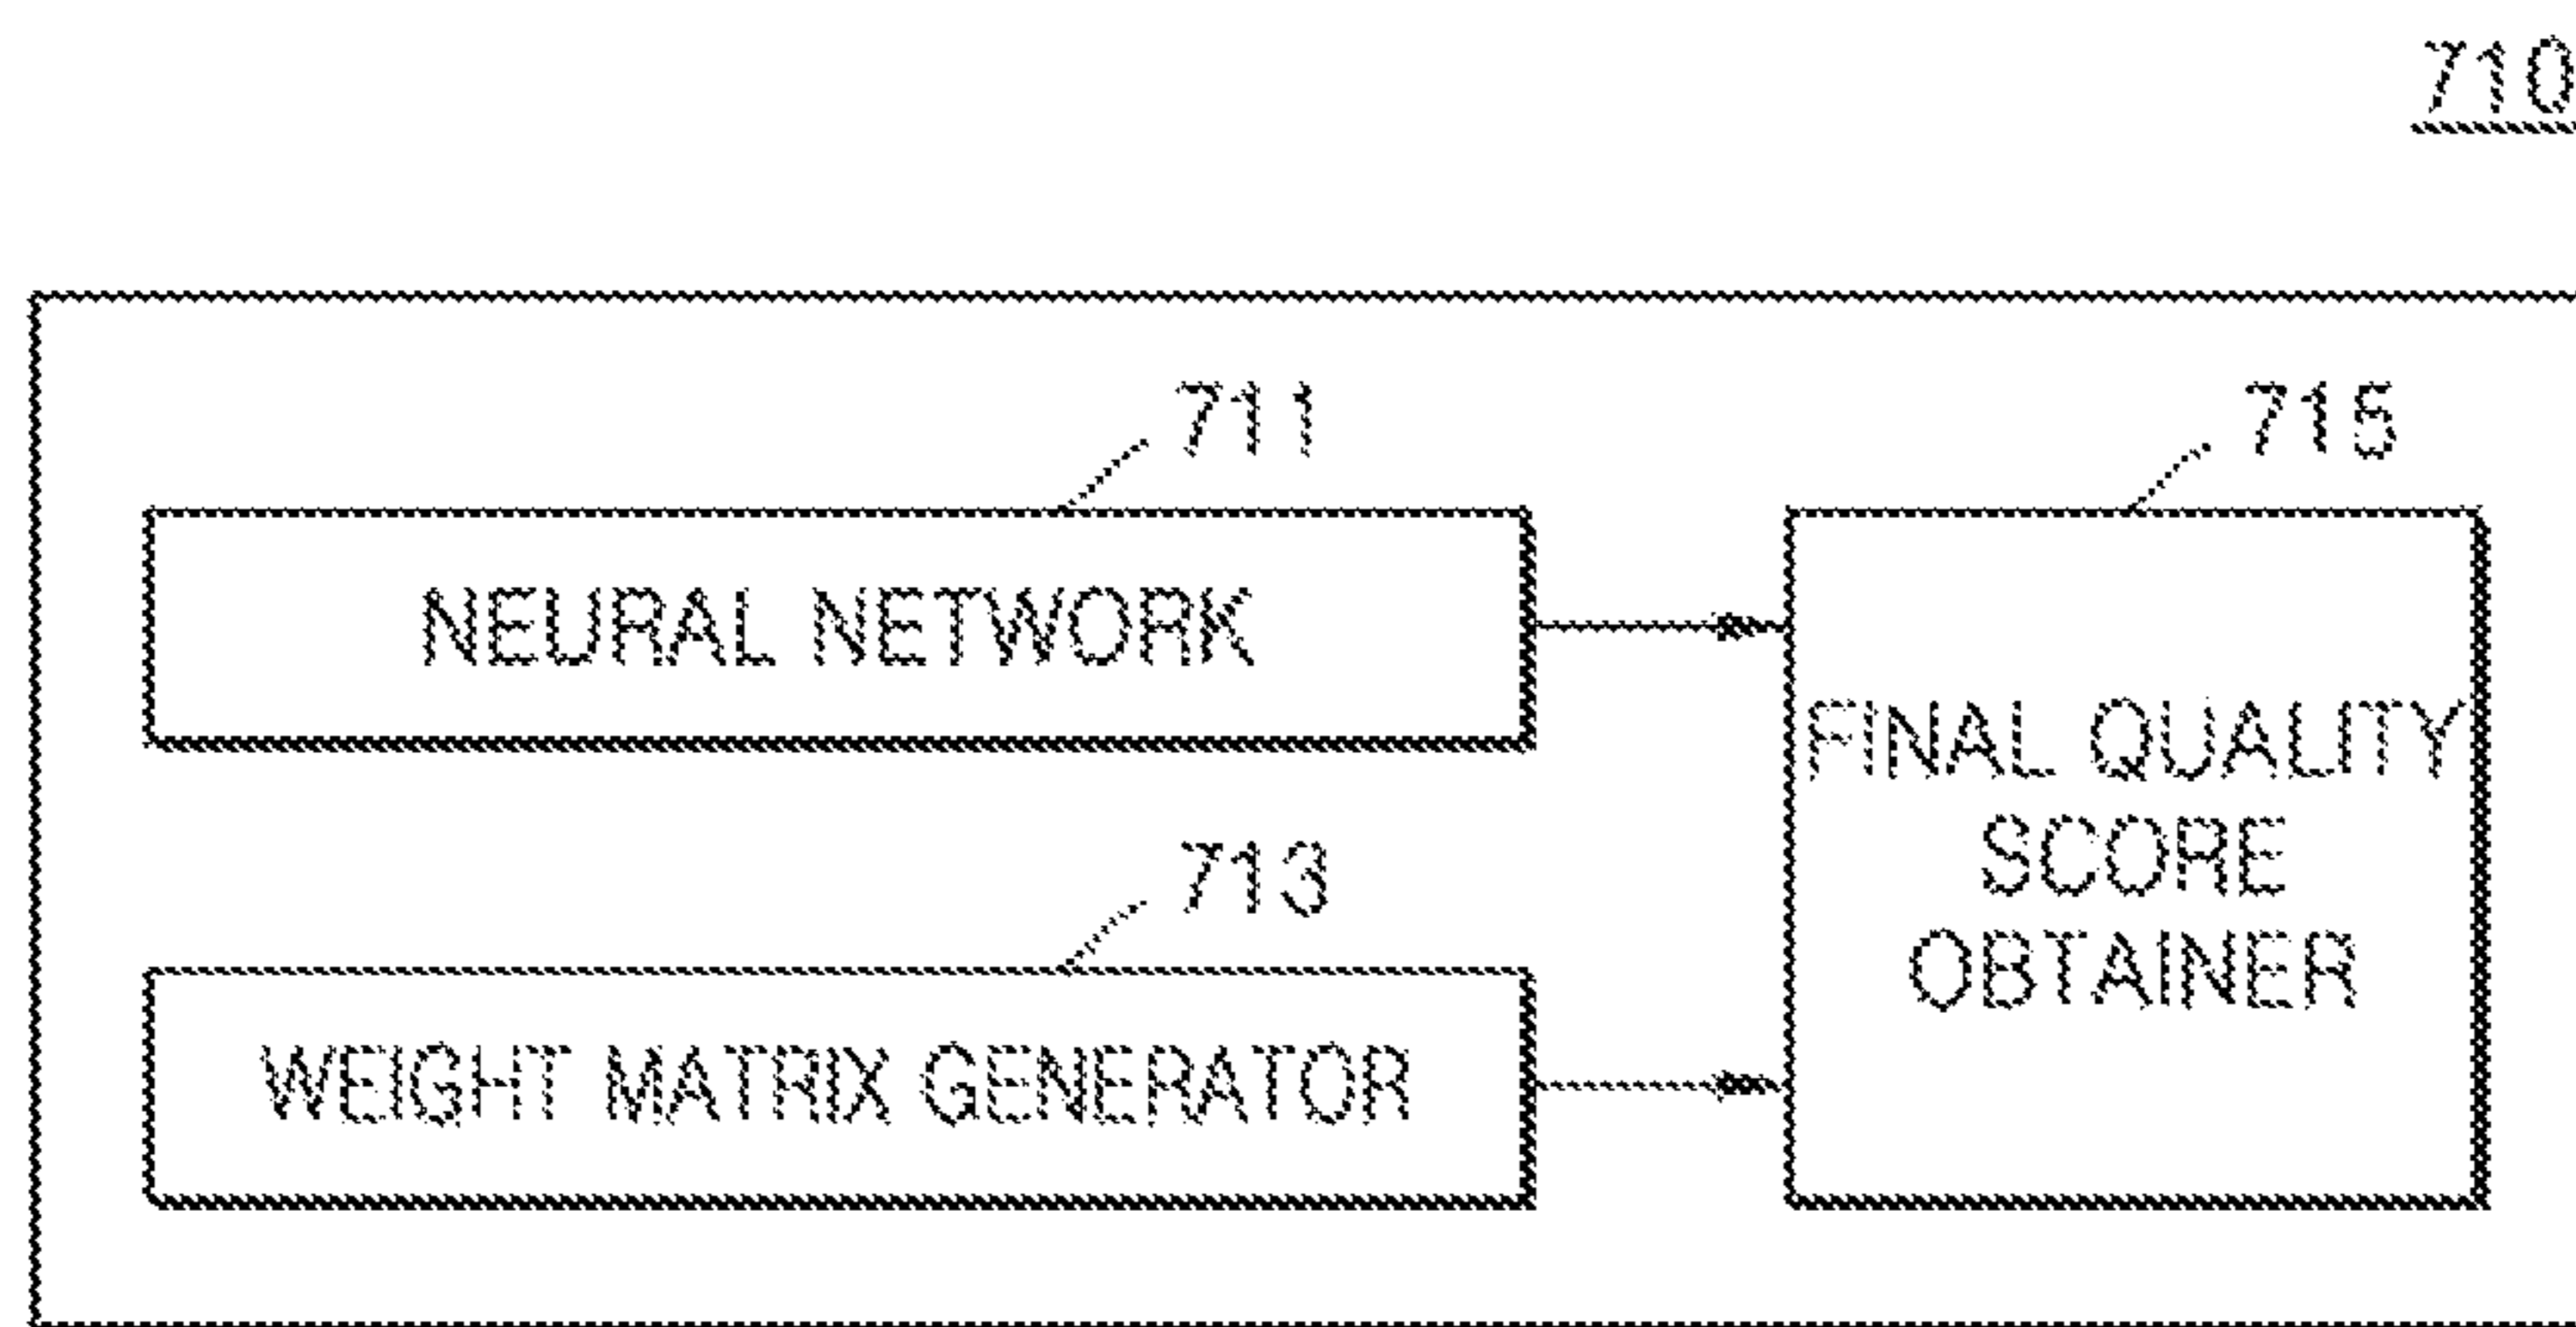 710
711
715
NEURAL NETWORK
FINAL QUALITY
SCORE
OBTAINER
713
WEIGHT MATRIX GENERATOR